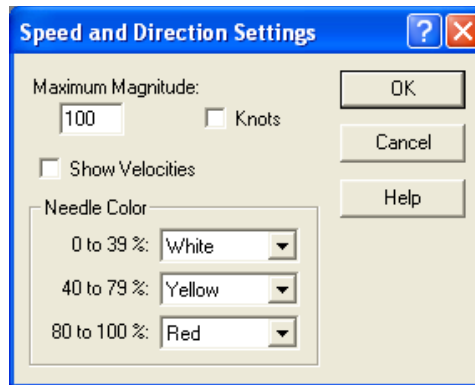 Speed and Direction Settings
Maximum Magnitude:
100
Knots
Show Velocities
Needle Color
0 to 39 %: White
40 to 79 %: Yellow
80 to 100 %: Red
OK
Cancel
Help